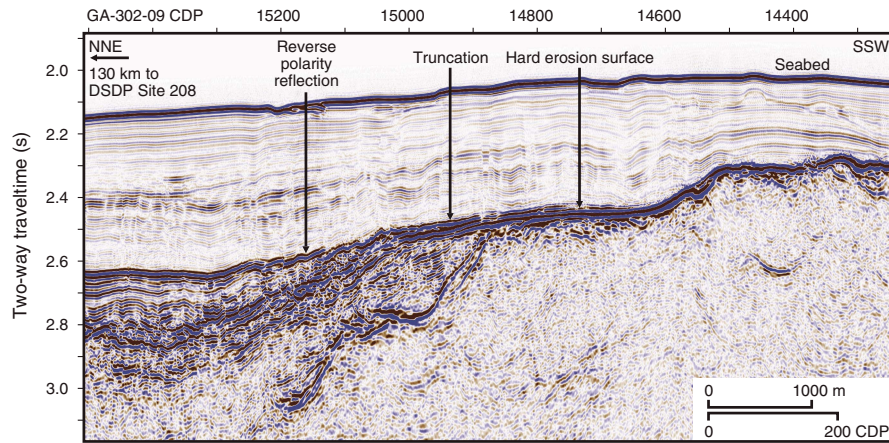 GA-302-09 CDP 15200 15000 14800 14600 14400
NNE
130 km to
DSDP Site 208
Reverse
polarity
reflection
Truncation
Hard erosion surface
SSW
Seabed
Two-way traveltime (s)
2.0
2.2
2.4
2.6
2.8
3.0
0 1000 m
0 200 CDP